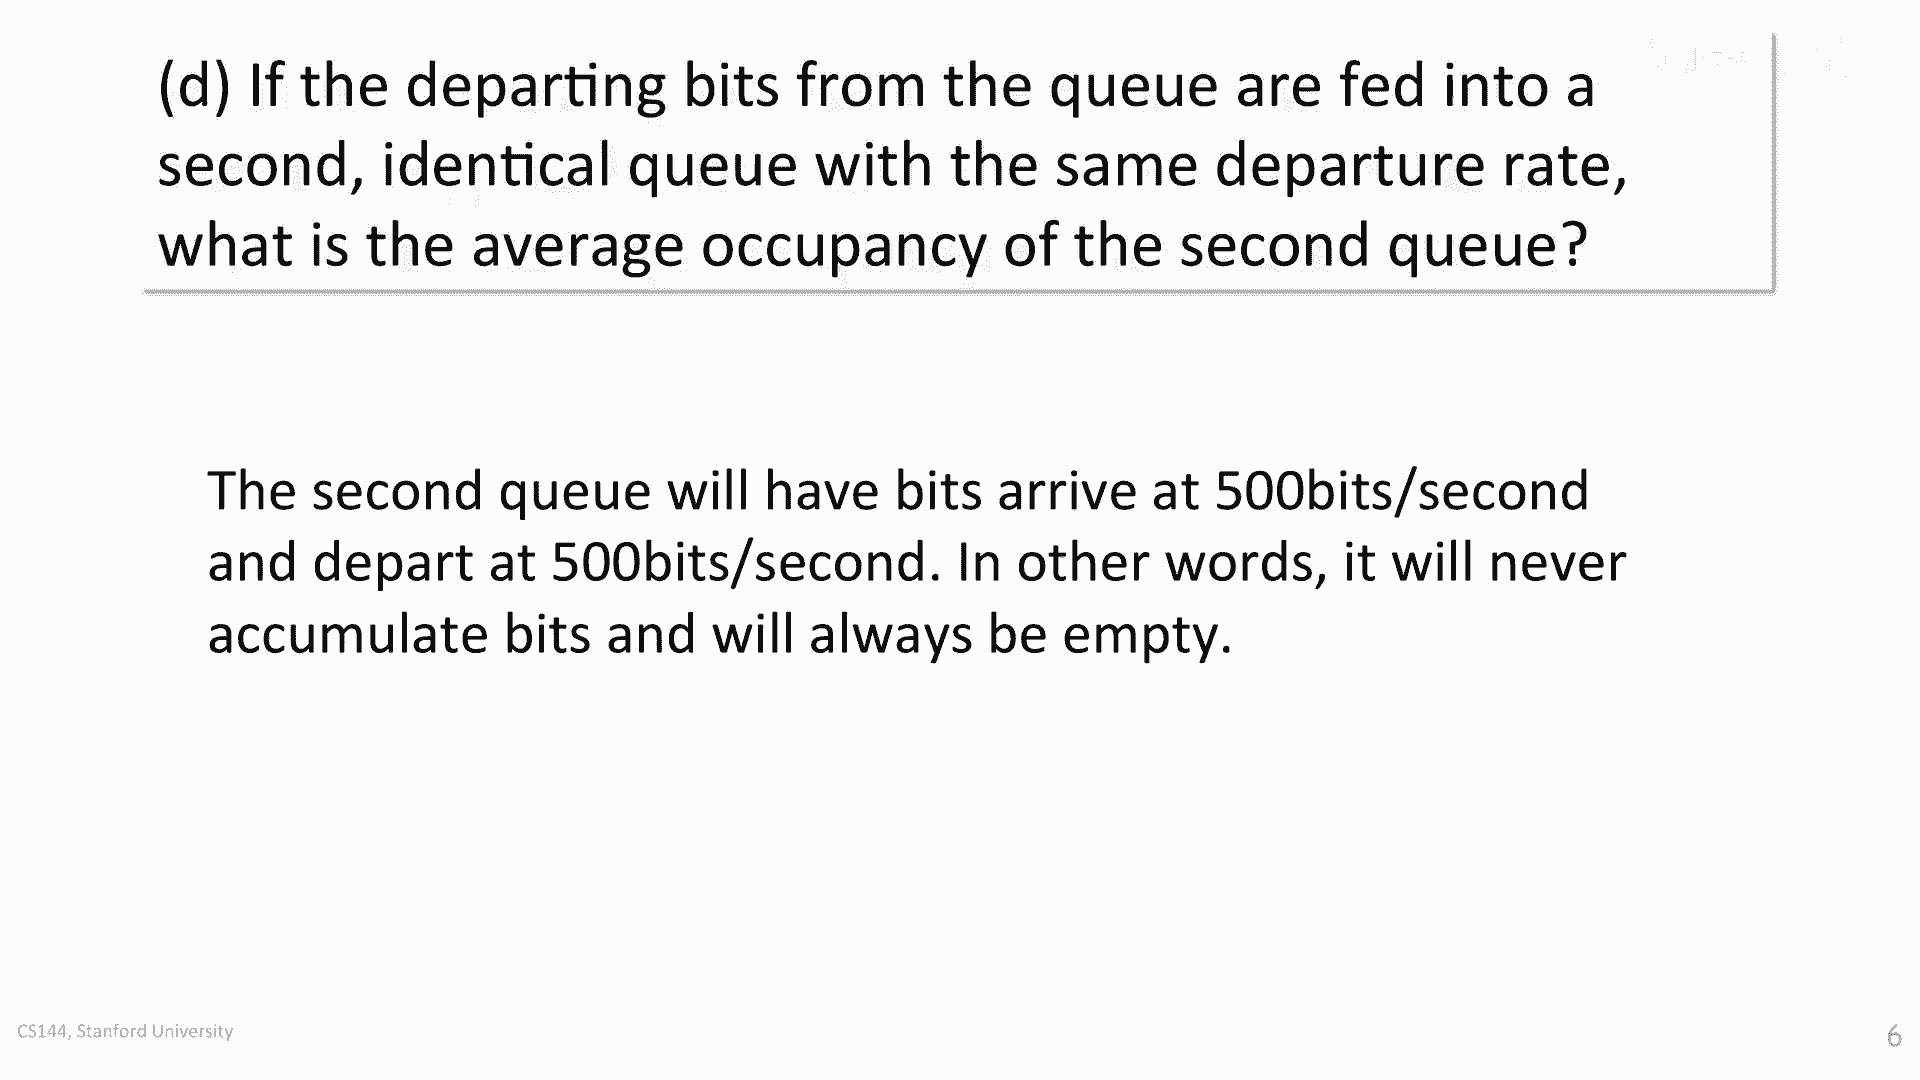 (d) If the departing bits from the queue are fed into a
second, identical queue with the same departure rate,
what is the average occupancy of the second queue?
The second queue will have bits arrive at 500bits/second
and depart at 500bits/second. In other words, it will never
accumulate bits and will always be empty.
CS144, Stanford University
6